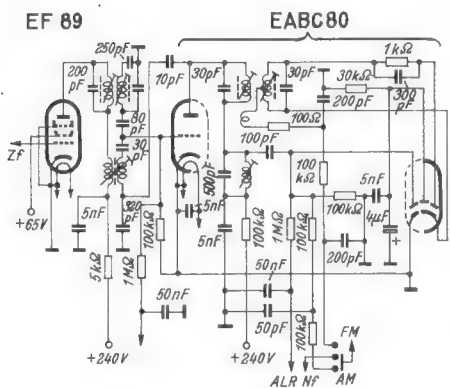 EF 89
EABC80
250pF
200
pF
10pF
30pF
30pF
1kΩ
30kΩ
200pF
300
pF
80
pF
30
pF
Zf
100Ω
100pF
500pF
100
kΩ
+65V
5nF
5kΩ
1MΩ
100kΩ
5nF
5nF
100kΩ
1MΩ
100kΩ
100kΩ
5nF
4µF
+
200pF
50nF
50nF
50pF
100kΩ
+240V
+240V
ALR
Nf
FM
AM